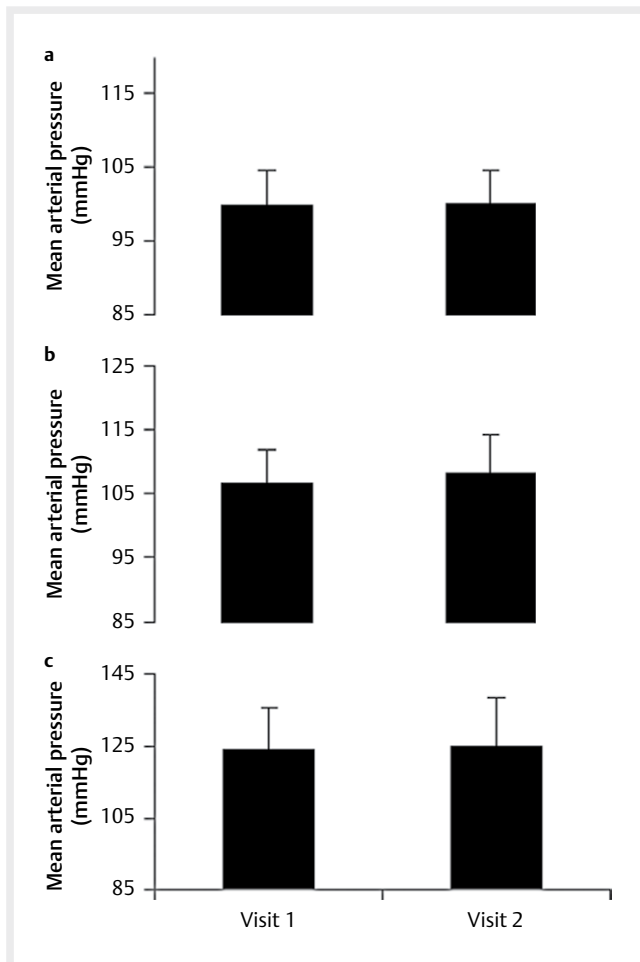 a
Mean arterial pressure
(mmHg)
115
105
95
85
b
Mean arterial pressure
(mmHg)
125
115
105
95
85
c
Mean arterial pressure
(mmHg)
145
125
105
85
Visit 1
Visit 2